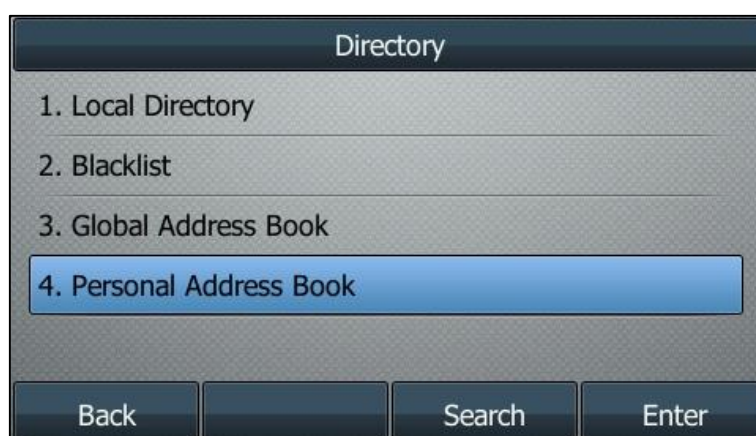 Directory
1. Local Directory
2. Blacklist
3. Global Address Book
4. Personal Address Book
Back Search Enter